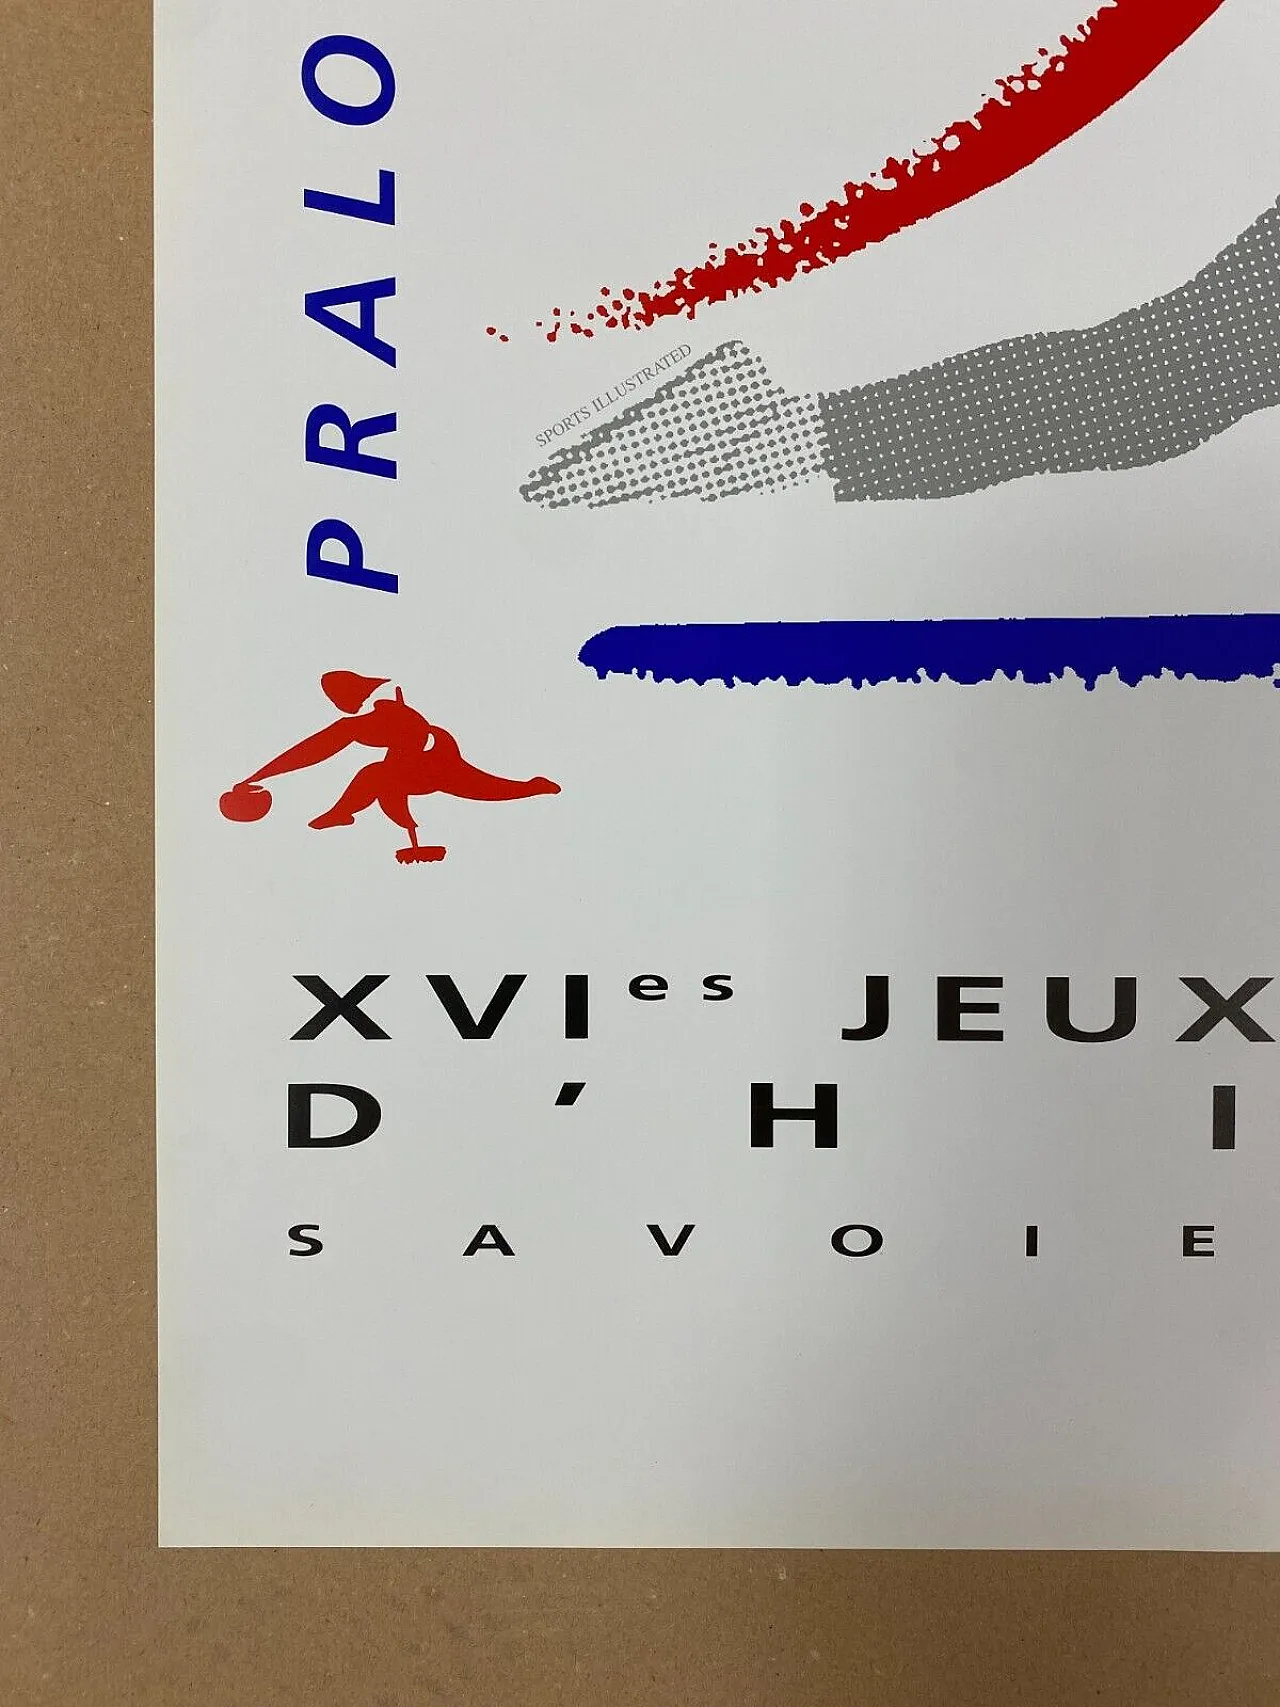 PRALO
SPORTS ILLUSTRATED
XVIes JEUX
D'HI
SAVOIE